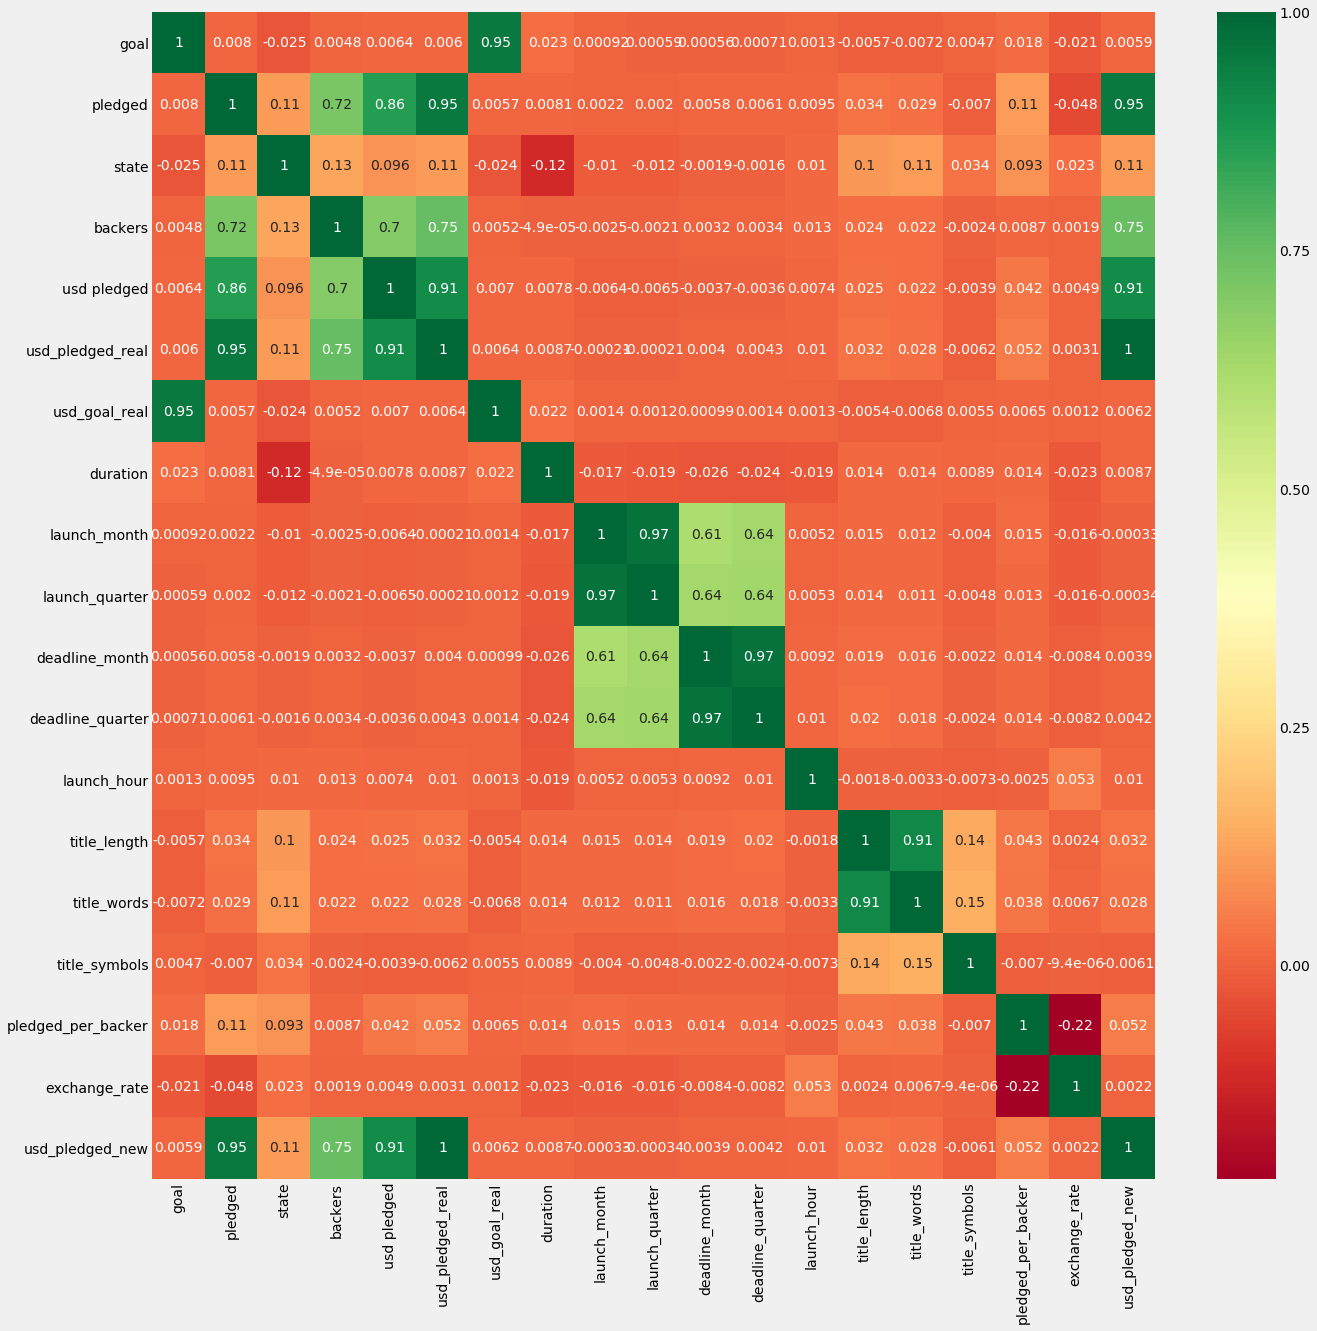 goal 1 0.008 -0.025 0.0048 0.0064 0.006 0.95 0.023 0.00092 0.00059 0.00056 0.00071 0.0013 -0.0057 -0.0072 0.0047 0.018 -0.021 0.0059
pledged 0.008 1 0.11 0.72 0.86 0.95 0.0057 0.0081 0.0022 0.002 0.0058 0.0061 0.0095 0.034 0.029 -0.007 0.11 -0.048 0.95
state -0.025 0.11 1 0.13 0.096 0.11 -0.024 -0.12 -0.01 -0.012 -0.0019 -0.0016 0.01 0.1 0.11 0.034 0.093 0.023 0.11
backers 0.0048 0.72 0.13 1 0.7 0.75 0.0052 -4.9e-05 -0.0025 -0.0021 0.0032 0.0034 0.013 0.024 0.022 -0.0024 0.0087 0.0019 0.75
usd pledged 0.0064 0.86 0.096 0.7 1 0.91 0.007 0.0078 -0.0064 -0.0065 -0.0037 -0.0036 0.0074 0.025 0.022 -0.0039 0.042 0.0049 0.91
usd_pledged_real 0.006 0.95 0.11 0.75 0.91 1 0.0064 0.0087 -0.00021 -0.00021 0.004 0.0043 0.01 0.032 0.028 -0.0062 0.052 0.0031 1
usd_goal_real 0.95 0.0057 -0.024 0.0052 0.007 0.0064 1 0.022 0.0014 0.0012 0.00099 0.0014 0.0013 -0.0054 -0.0068 0.0055 0.0065 0.0012 0.0062
duration 0.023 0.0081 -0.12 -4.9e-05 0.0078 0.0087 0.022 1 -0.017 -0.019 -0.026 -0.024 -0.019 0.014 0.014 0.0089 0.014 -0.023 0.0087
launch_month 0.00092 0.0022 -0.01 -0.0025 -0.0064 -0.00021 0.0014 -0.017 1 0.97 0.61 0.64 0.0052 0.015 0.012 -0.004 0.015 -0.016 -0.00033
launch_quarter 0.00059 0.002 -0.012 -0.0021 -0.0065 -0.00021 0.0012 -0.019 0.97 1 0.64 0.64 0.0053 0.014 0.011 -0.0048 0.013 -0.016 -0.00034
deadline_month 0.00056 0.0058 -0.0019 0.0032 -0.0037 0.004 0.00099 -0.026 0.61 0.64 1 0.97 0.0092 0.019 0.016 -0.0022 0.014 -0.0084 0.0039
deadline_quarter 0.00071 0.0061 -0.0016 0.0034 -0.0036 0.0043 0.0014 -0.024 0.64 0.64 0.97 1 0.01 0.02 0.018 -0.0024 0.014 -0.0082 0.0042
launch_hour 0.0013 0.0095 0.01 0.013 0.0074 0.01 0.0013 -0.019 0.0052 0.0053 0.0092 0.01 1 -0.0018 -0.0033 -0.0073 -0.0025 0.053 0.01
title_length -0.0057 0.034 0.1 0.024 0.025 0.032 -0.0054 0.014 0.015 0.014 0.019 0.02 -0.0018 1 0.91 0.14 0.043 0.0024 0.032
title_words -0.0072 0.029 0.11 0.022 0.022 0.028 -0.0068 0.014 0.012 0.011 0.016 0.018 -0.0033 0.91 1 0.15 0.038 0.0067 0.028
title_symbols 0.0047 -0.007 0.034 -0.0024 -0.0039 -0.0062 0.0055 0.0089 -0.004 -0.0048 -0.0022 -0.0024 -0.0073 0.14 0.15 1 -0.007 -9.4e-06 -0.0061
pledged_per_backer 0.018 0.11 0.093 0.0087 0.042 0.052 0.0065 0.014 0.015 0.013 0.014 0.014 -0.0025 0.043 0.038 -0.007 1 -0.22 0.052
exchange_rate -0.021 -0.048 0.023 0.0019 0.0049 0.0031 0.0012 -0.023 -0.016 -0.016 -0.0084 -0.0082 0.053 0.0024 0.0067 -9.4e-06 -0.22 1 0.0022
usd_pledged_new 0.0059 0.95 0.11 0.75 0.91 1 0.0062 0.0087 -0.00033 -0.00034 0.0039 0.0042 0.01 0.032 0.028 -0.0061 0.052 0.0022 1
goal pledged state backers usd pledged usd_pledged_real usd_goal_real duration launch_month launch_quarter deadline_month deadline_quarter launch_hour title_length title_words title_symbols pledged_per_backer exchange_rate usd_pledged_new
1.00
0.75
0.50
0.25
0.00